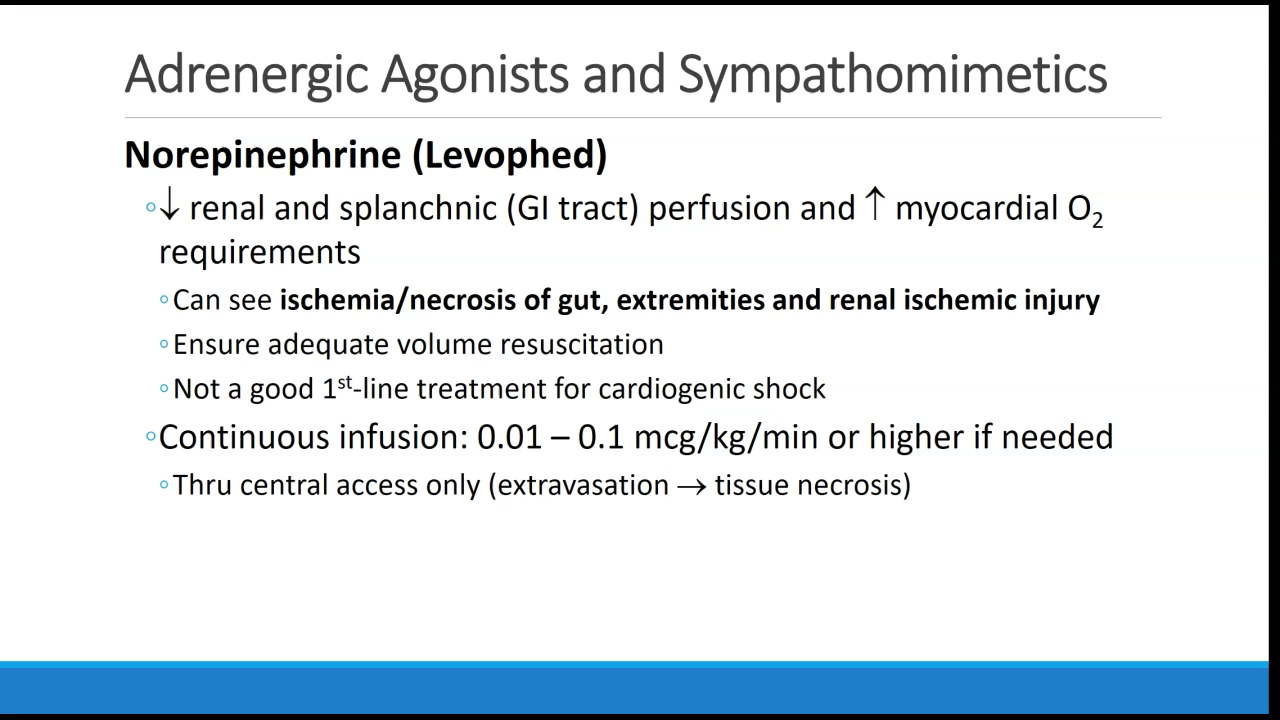 Adrenergic Agonists and Sympathomimetics
Norepinephrine (Levophed)
◦↓ renal and splanchnic (GI tract) perfusion and ↑ myocardial O₂
requirements
◦Can see ischemia/necrosis of gut, extremities and renal ischemic injury
◦Ensure adequate volume resuscitation
◦Not a good 1ˢᵗ-line treatment for cardiogenic shock
◦Continuous infusion: 0.01 – 0.1 mcg/kg/min or higher if needed
◦Thru central access only (extravasation → tissue necrosis)